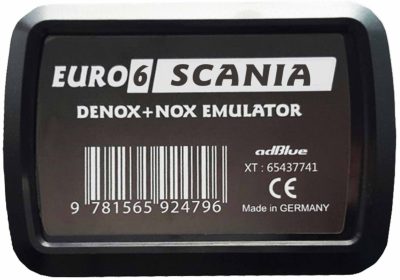 EURO6 SCANIA
DENOX+NOX EMULATOR
adBlue
XT : 65437741
CE
9 781565 924796
Made in GERMANY